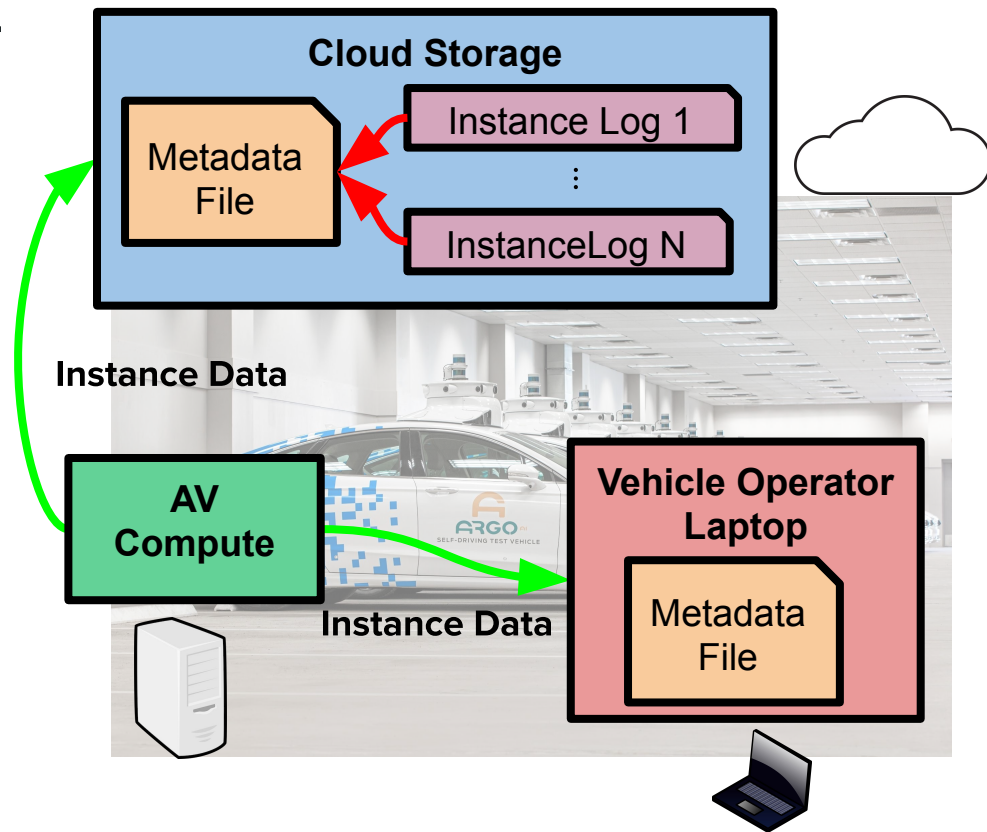 Cloud Storage
Metadata
File
Instance Log 1
⋮
InstanceLog N
Instance Data
AV
Compute
ARGO
SELF-DRIVING TEST VEHICLE
Vehicle Operator
Laptop
Metadata
File
Instance Data